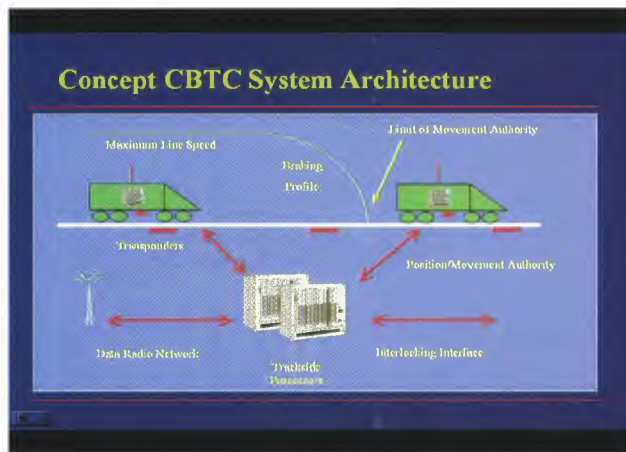 Concept CBTC System Architecture
Limit of Movement Authority
Maximum Line Speed
Braking
Profile
Transponders
Position/Movement Authority
Data Radio Network
Trackside
Processors
Interlocking Interface